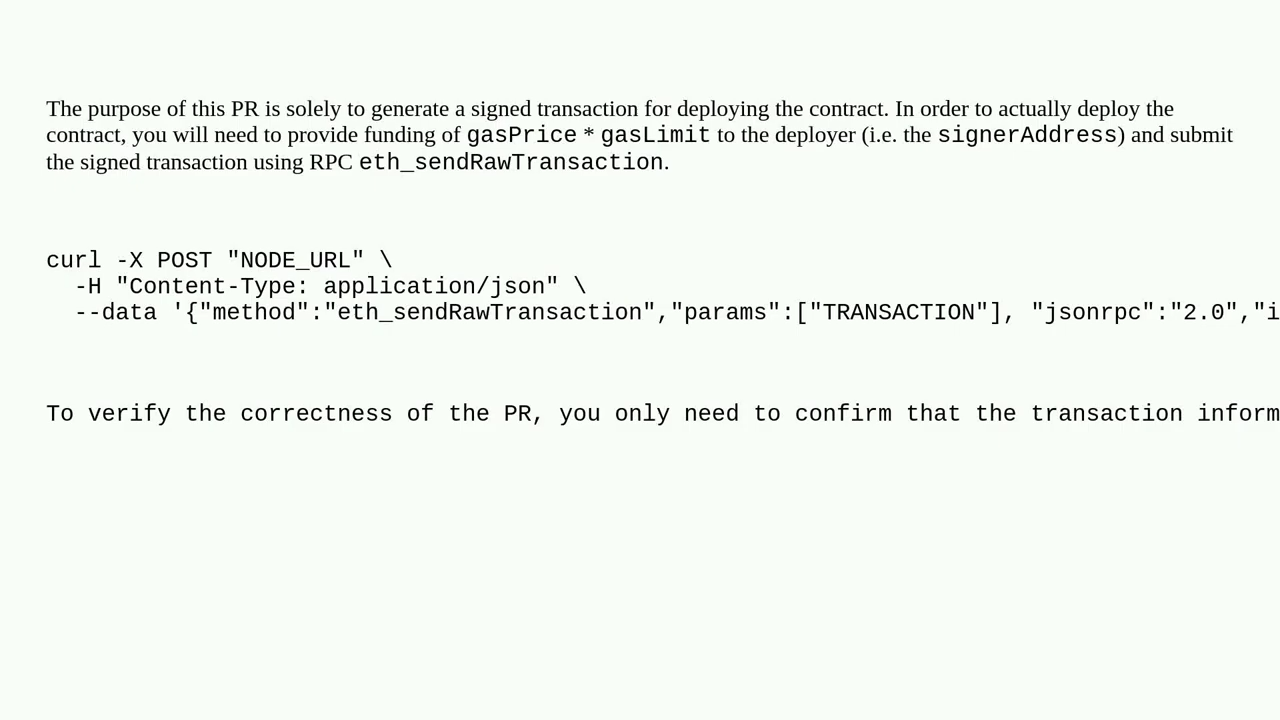 The purpose of this PR is solely to generate a signed transaction for deploying the contract. In order to actually deploy the
contract, you will need to provide funding of gasPrice * gasLimit to the deployer (i.e. the signerAddress) and submit
the signed transaction using RPC eth_sendRawTransaction.
curl -X POST "NODE_URL" \
  -H "Content-Type: application/json" \
  --data '{"method":"eth_sendRawTransaction","params":["TRANSACTION"], "jsonrpc":"2.0","i
To verify the correctness of the PR, you only need to confirm that the transaction inform